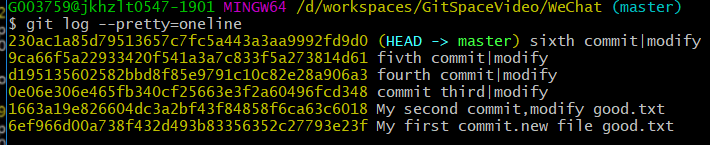 GOO3759@jkhzlt0547-1901 MINGW64 /d/workspaces/GitSpaceVideo/WeChat (master)
$ git log --pretty=oneline
230ac1a85d79513657c7fc5a443a3aa9992fd9d0 (HEAD -> master) sixth commit|modify
9ca66f5a22933420f541a3a7c833f5a273814d61 fivth commit|modify
d195135602582bbd8f85e9791c10c82e28a906a3 fourth commit|modify
0e06e306e465fb340cf25663e3f2a60496fcd348 commit third|modify
1663a19e826604dc3a2bf43f84858f6ca63c6018 My second commit,modify good.txt
6ef966d00a738f432d493b83356352c27793e23f My first commit.new file good.txt